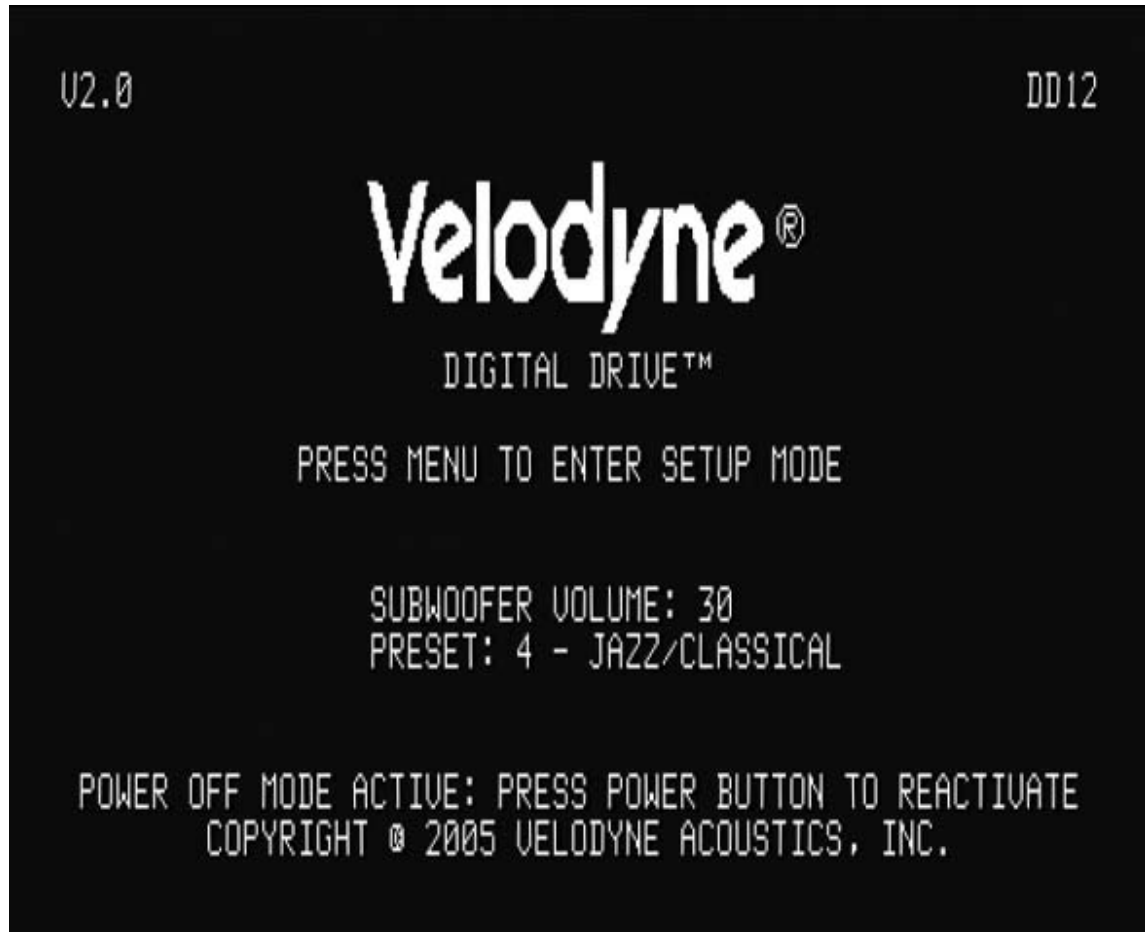 V2.0 DD12
Velodyne®
DIGITAL DRIVE™
PRESS MENU TO ENTER SETUP MODE
SUBWOOFER VOLUME: 30
PRESET: 4 - JAZZ/CLASSICAL
POWER OFF MODE ACTIVE: PRESS POWER BUTTON TO REACTIVATE
COPYRIGHT © 2005 VELODYNE ACOUSTICS, INC.